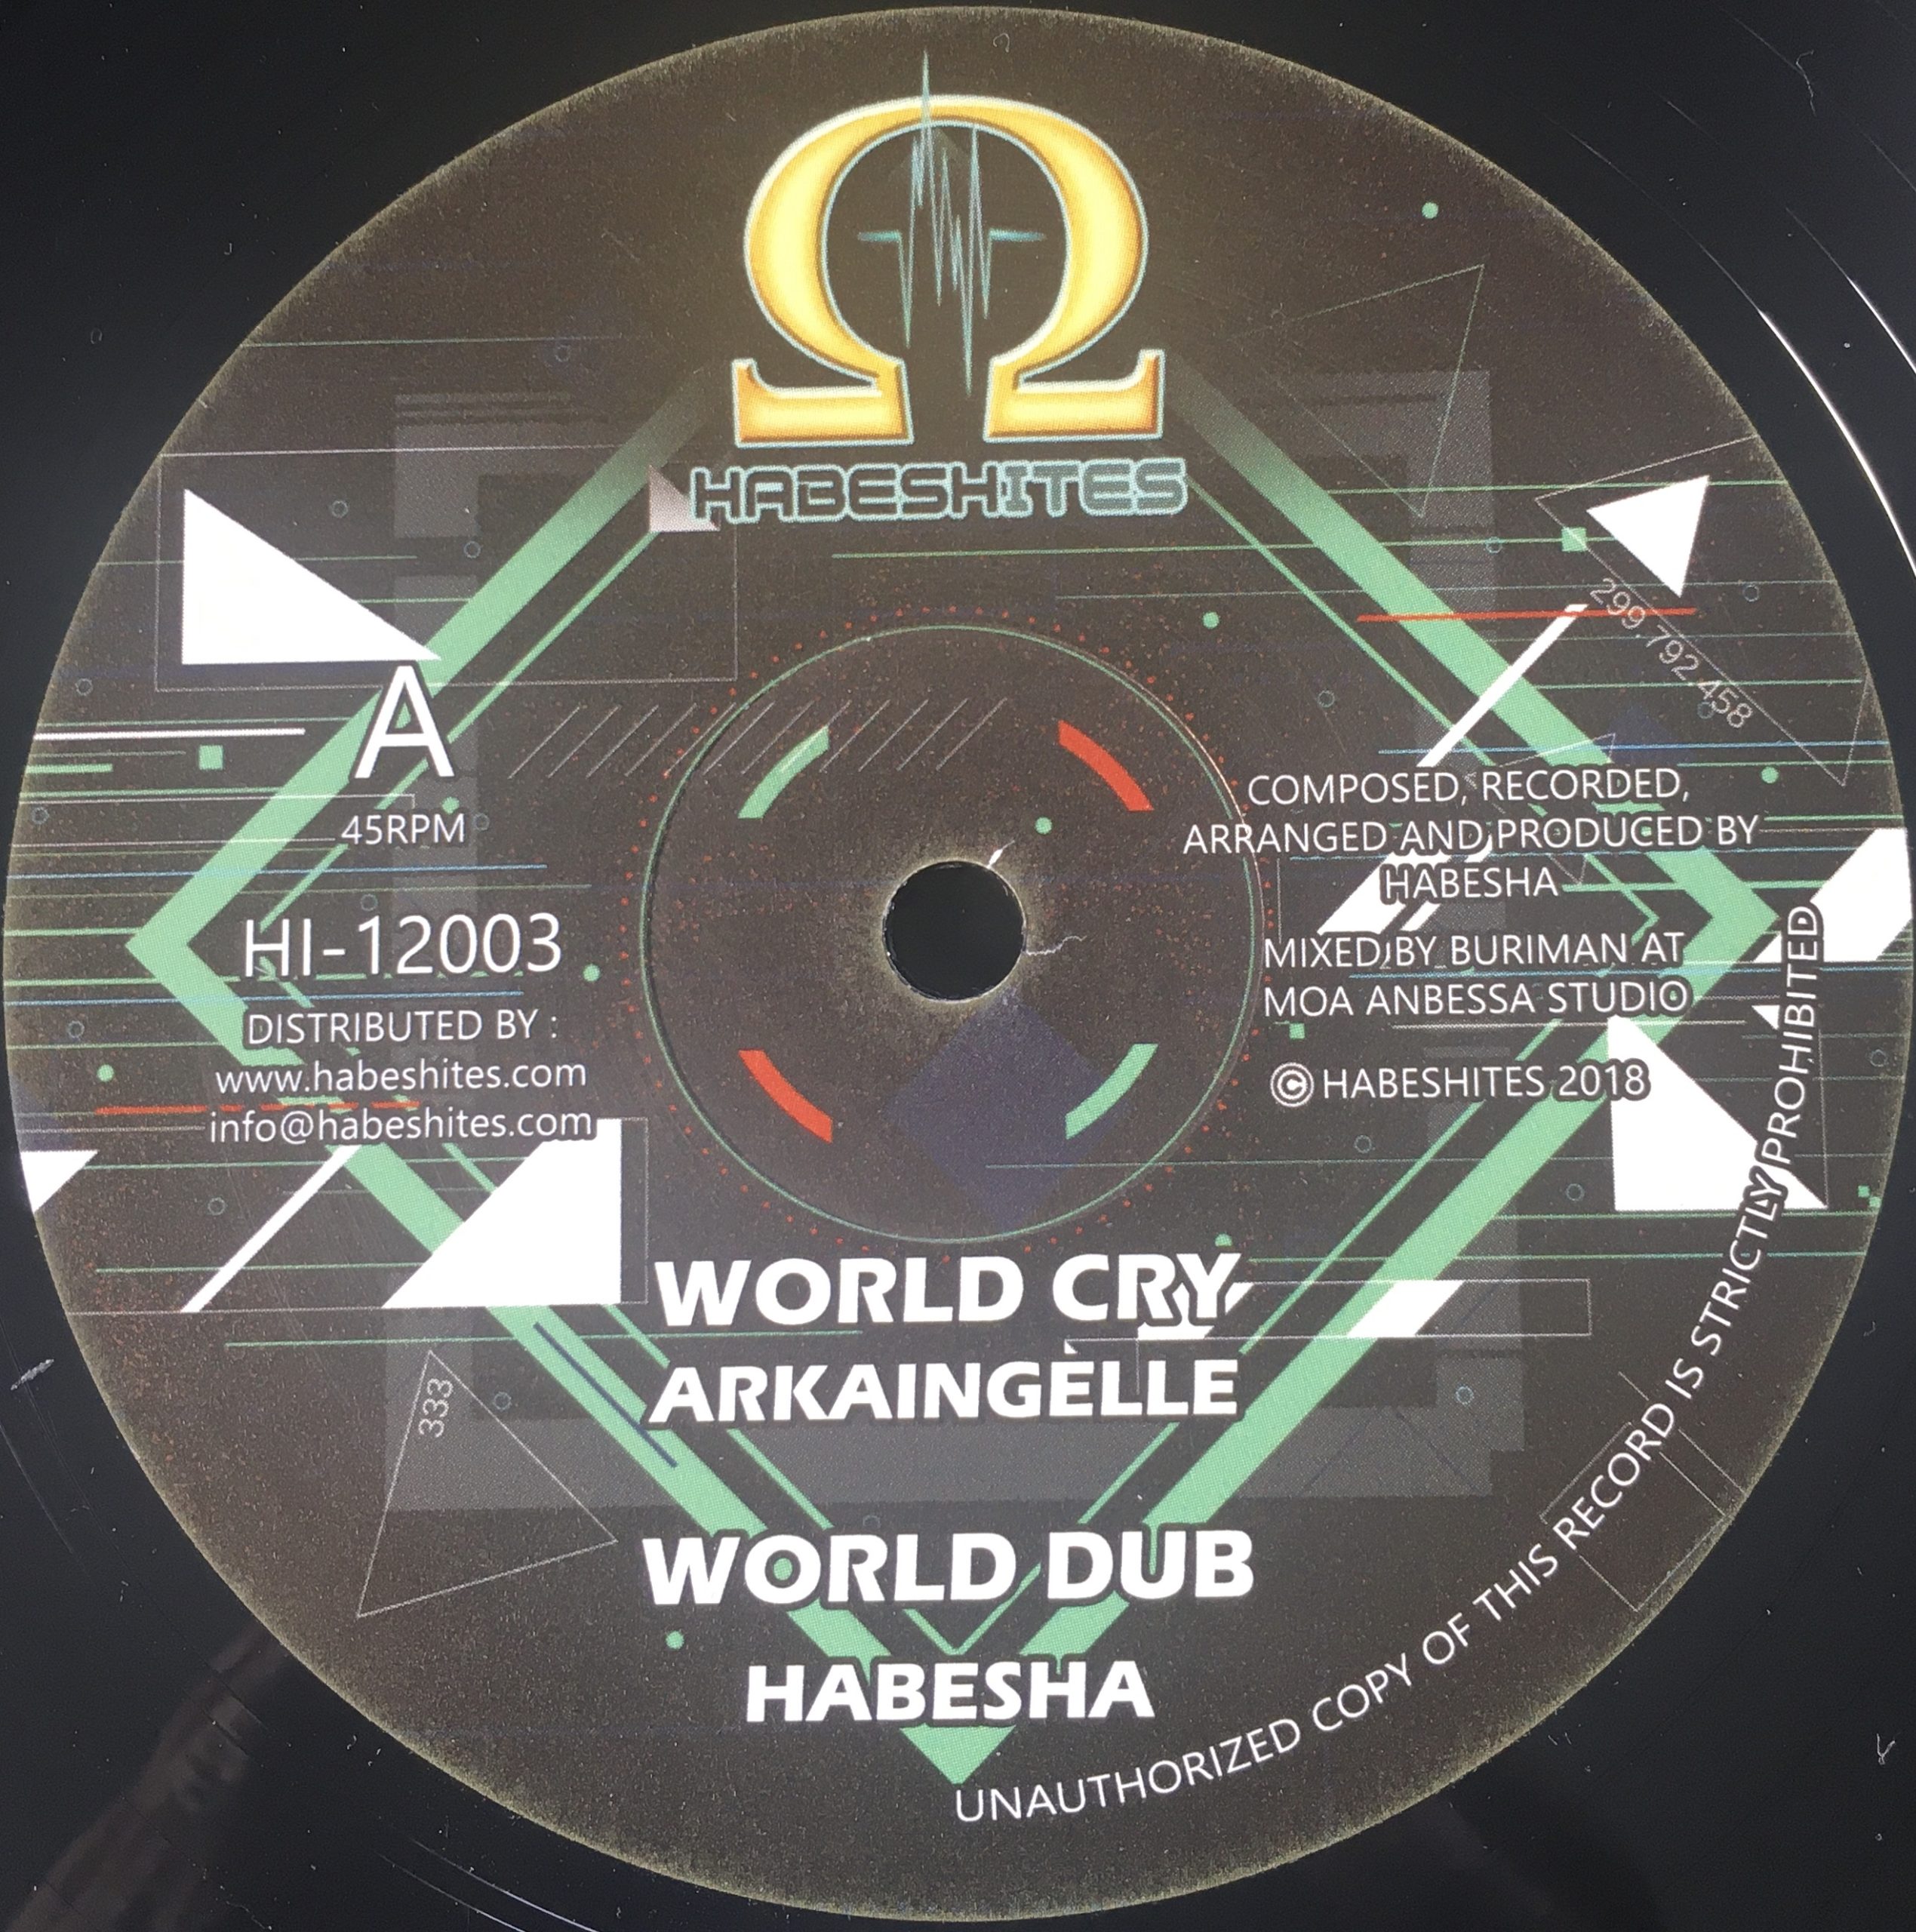 HABESHITES
299.792.458
A
45RPM
HI-12003
DISTRIBUTED BY :
www.habeshites.com
info@habeshites.com
COMPOSED, RECORDED,
ARRANGED AND PRODUCED BY
HABESHA
MIXED BY BURIMAN AT
MOA ANBESSA STUDIO
© HABESHITES 2018
WORLD CRY
ARKAINGÈLLE
333
WORLD DUB
HABESHA
UNAUTHORIZED COPY OF THIS RECORD IS STRICTLY PROHIBITED